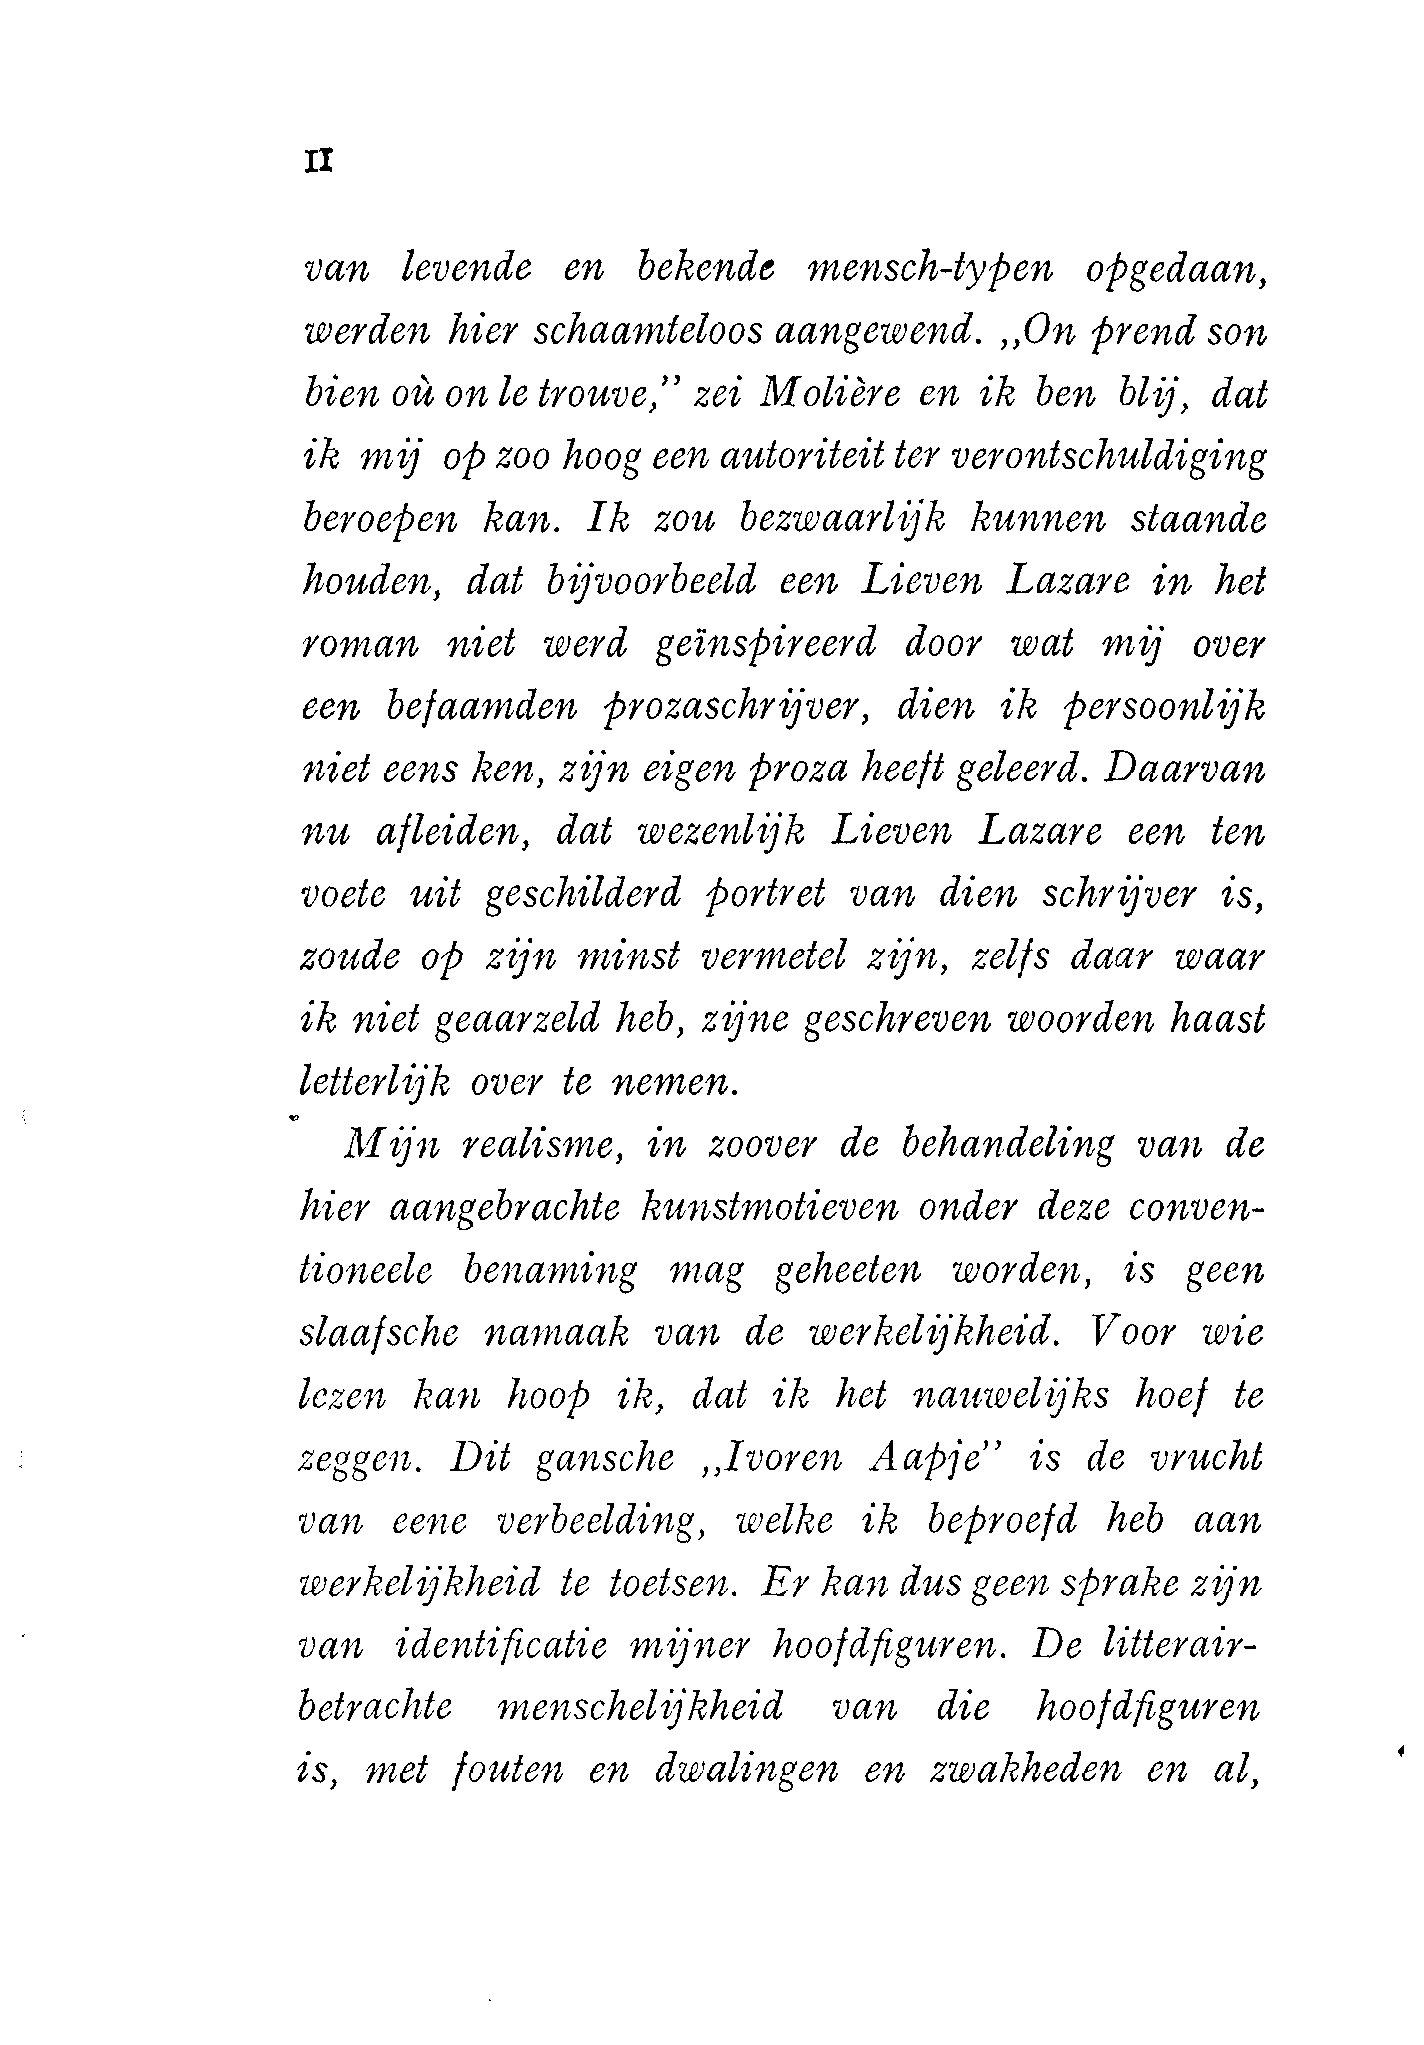 II
van levende en bekende mensch-typen opgedaan,
werden hier schaamteloos aangewend. ,,On prend son
bien où on le trouve,” zei Molière en ik ben blij, dat
ik mij op zoo hoog een autoriteit ter verontschuldiging
beroepen kan. Ik zou bezwaarlijk kunnen staande
houden, dat bijvoorbeeld een Lieven Lazare in het
roman niet werd geïnspireerd door wat mij over
een befaamden prozaschrijver, dien ik persoonlijk
niet eens ken, zijn eigen proza heeft geleerd. Daarvan
nu afleiden, dat wezenlijk Lieven Lazare een ten
voete uit geschilderd portret van dien schrijver is,
zoude op zijn minst vermetel zijn, zelfs daar waar
ik niet geaarzeld heb, zijne geschreven woorden haast
letterlijk over te nemen.
Mijn realisme, in zoover de behandeling van de
hier aangebrachte kunstmotieven onder deze conven-
tioneele benaming mag geheeten worden, is geen
slaafsche namaak van de werkelijkheid. Voor wie
lezen kan hoop ik, dat ik het nauwelijks hoef te
zeggen. Dit gansche ,,Ivoren Aapje” is de vrucht
van eene verbeelding, welke ik beproefd heb aan
werkelijkheid te toetsen. Er kan dus geen sprake zijn
van identificatie mijner hoofdfiguren. De litterair-
betrachte menschelijkheid van die hoofdfiguren
is, met fouten en dwalingen en zwakheden en al,